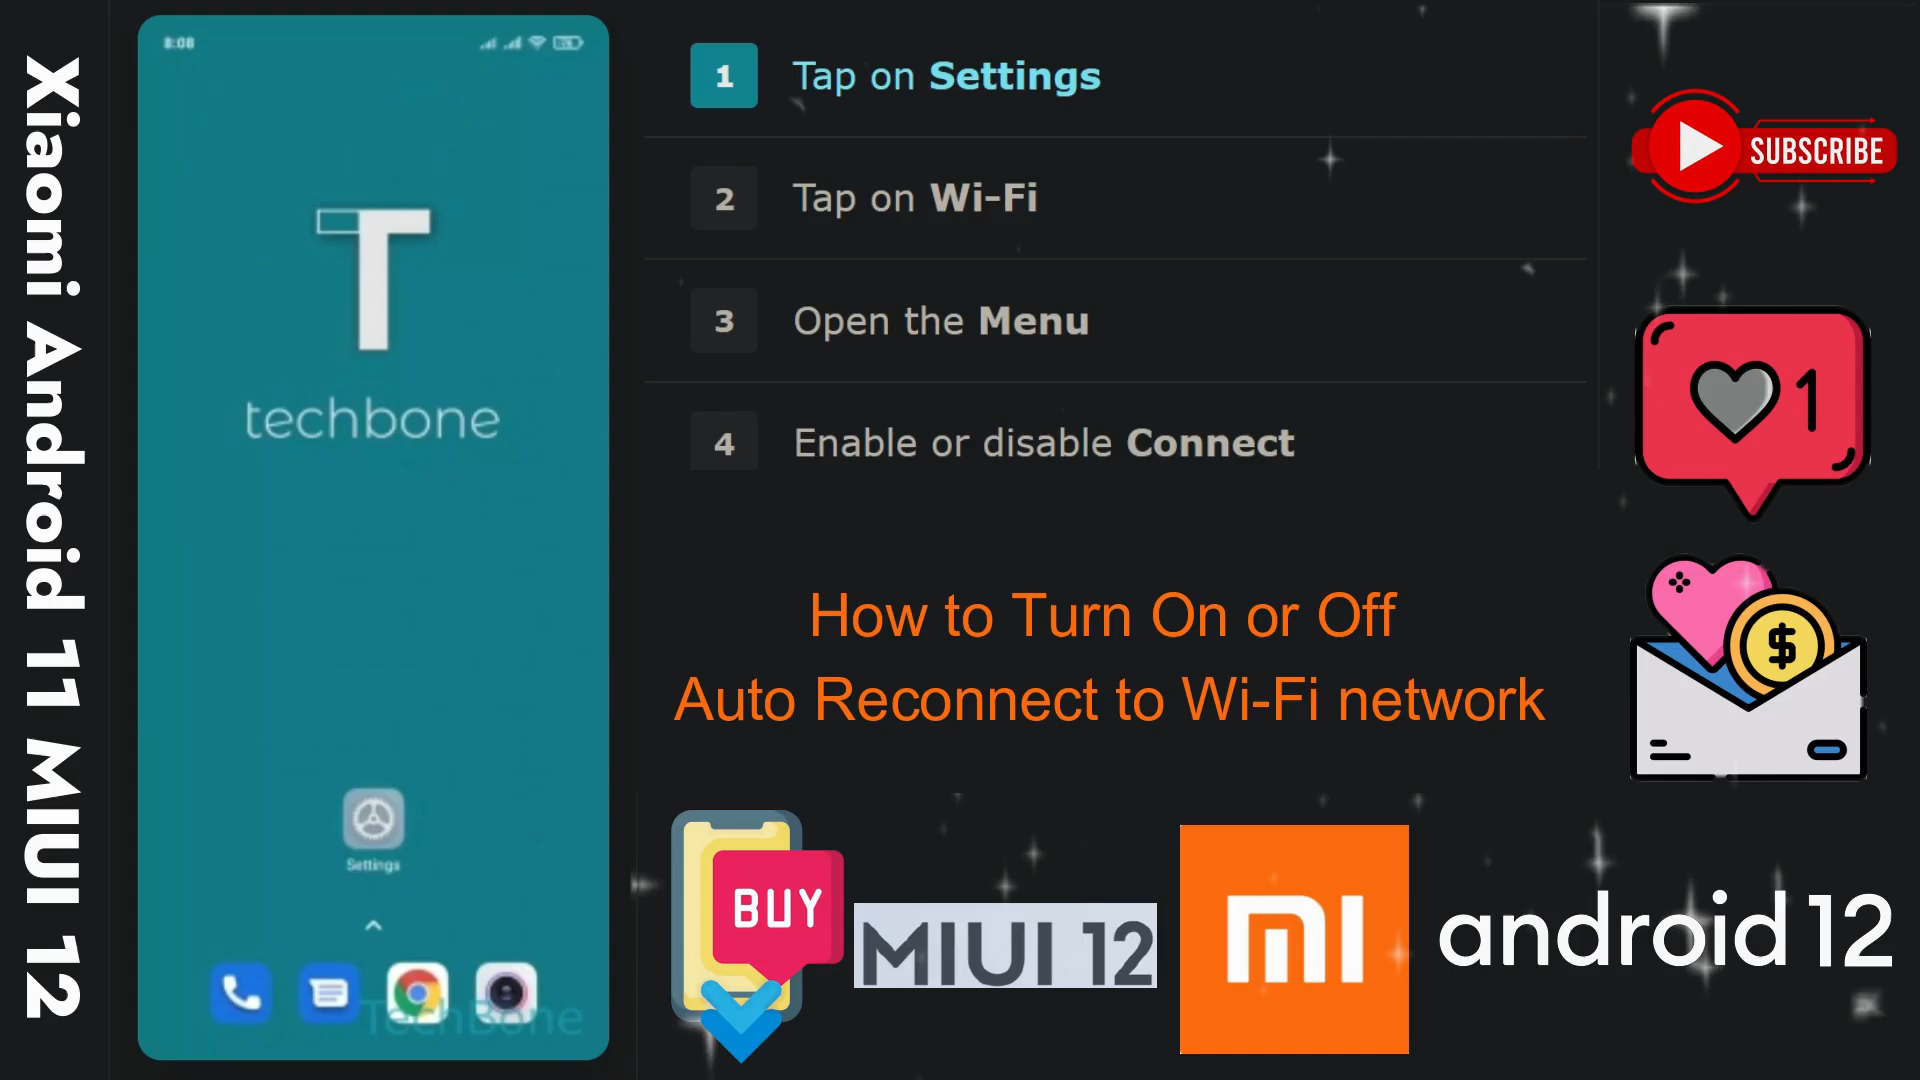 Xiaomi Android 11 MIUI 12
8:08
T
techbone
Settings
TechBone
1 Tap on Settings
2 Tap on Wi-Fi
3 Open the Menu
4 Enable or disable Connect
How to Turn On or Off
Auto Reconnect to Wi-Fi network
SUBSCRIBE
1
$
BUY
MIUI 12
mi
android 12